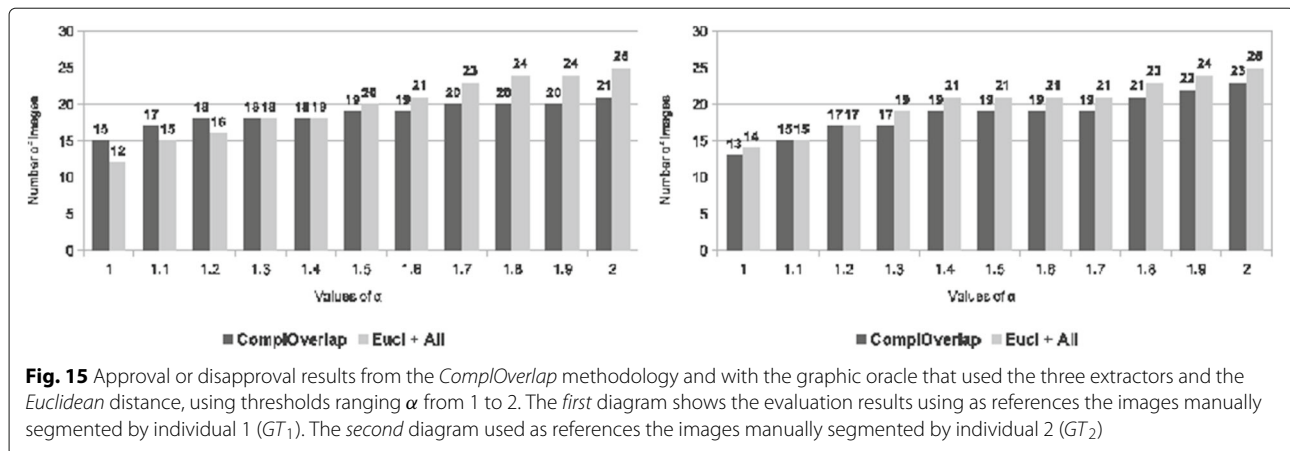 30
25
20
15
10
5
0
Number of Images
15 12 17 15 18 16 18 18 18 18 19 20 19 21 20 23 20 24 20 24 21 25
1 1.1 1.2 1.3 1.4 1.5 1.6 1.7 1.8 1.9 2
Values of α
ComplOverlap Eucl + All
30
25
20
15
10
5
0
Number of Images
13 14 15 15 17 17 17 19 19 21 19 21 19 21 19 21 21 23 22 24 23 25
1 1.1 1.2 1.3 1.4 1.5 1.6 1.7 1.8 1.9 2
Values of α
ComplOverlap Eucl + All
Fig. 15 Approval or disapproval results from the ComplOverlap methodology and with the graphic oracle that used the three extractors and the
Euclidean distance, using thresholds ranging α from 1 to 2. The first diagram shows the evaluation results using as references the images manually
segmented by individual 1 (GT1). The second diagram used as references the images manually segmented by individual 2 (GT2)